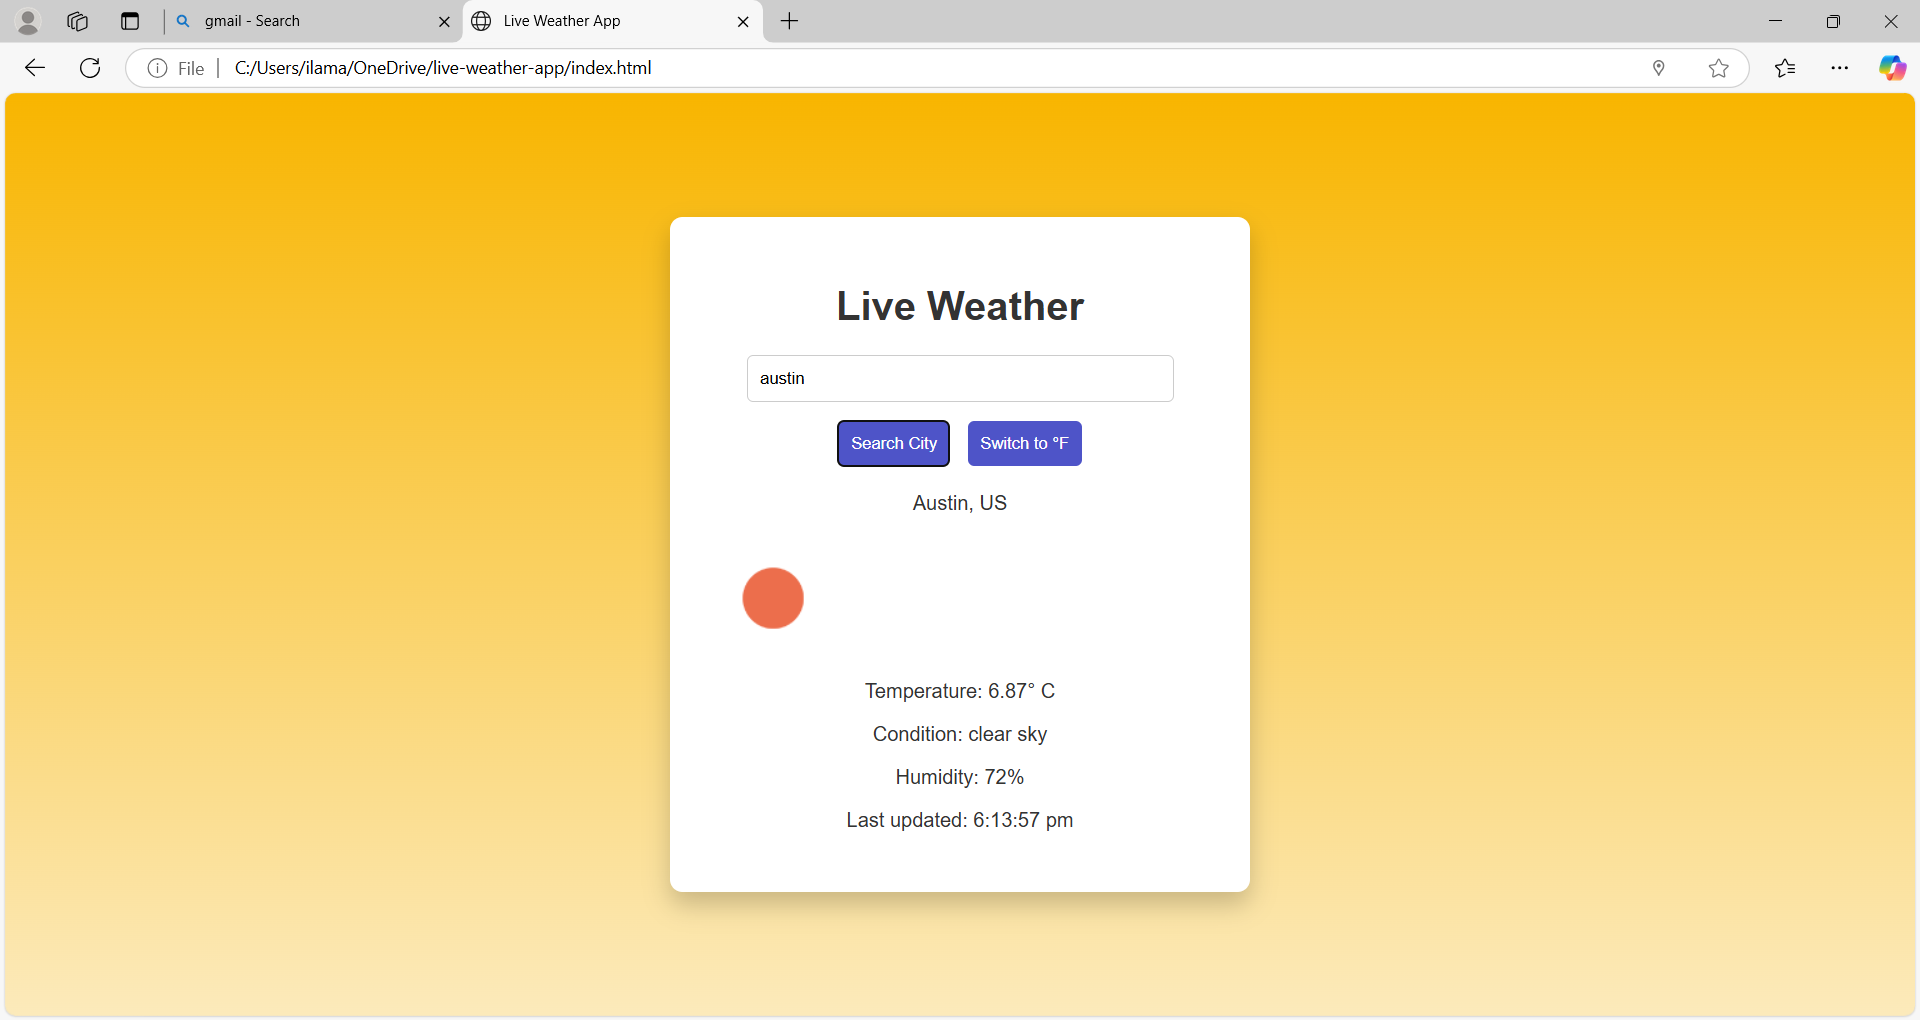 gmail - Search
Live Weather App
File
C:/Users/ilama/OneDrive/live-weather-app/index.html
Live Weather
austin
Search City
Switch to °F
Austin, US
Temperature: 6.87° C
Condition: clear sky
Humidity: 72%
Last updated: 6:13:57 pm